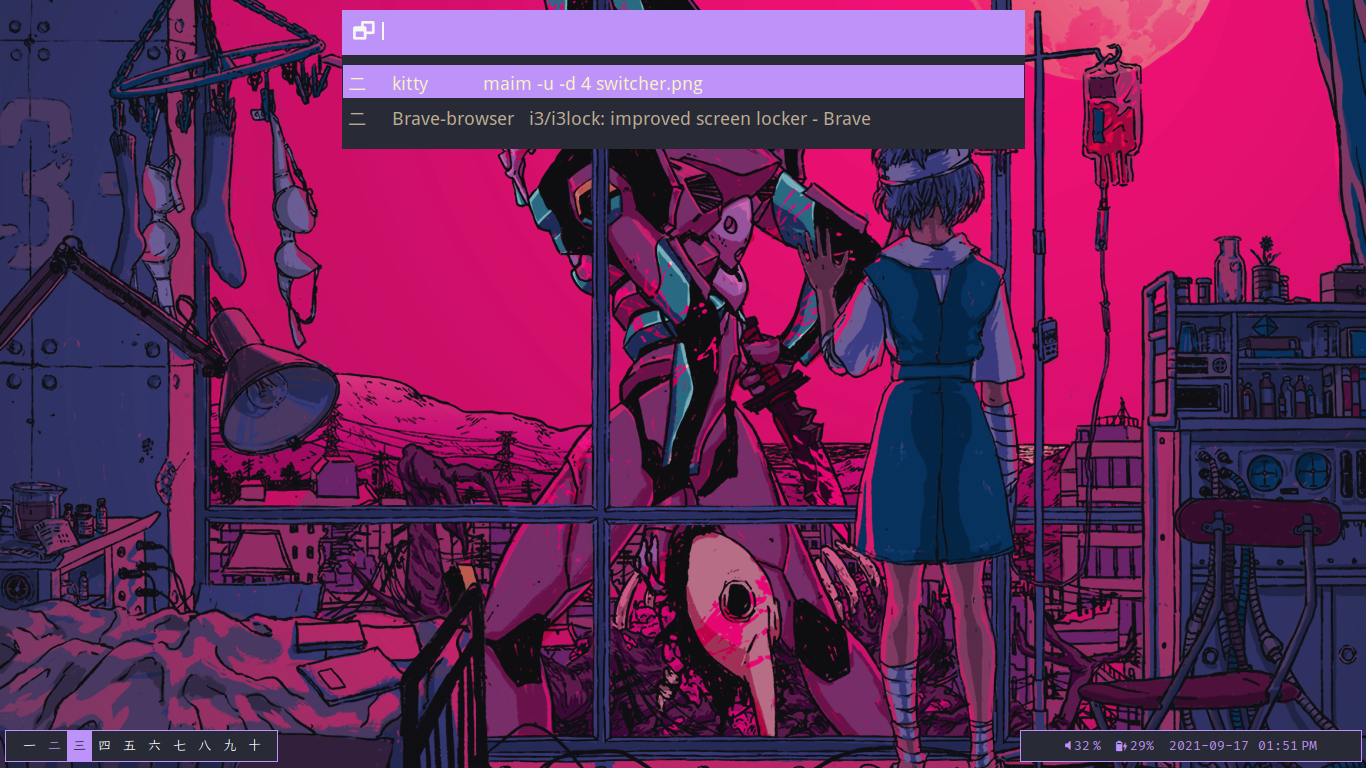 二 kitty maim -u -d 4 switcher.png
二 Brave-browser i3/i3lock: improved screen locker - Brave
一 二 三 四 五 六 七 八 九 十
32% 29% 2021-09-17 01:51 PM